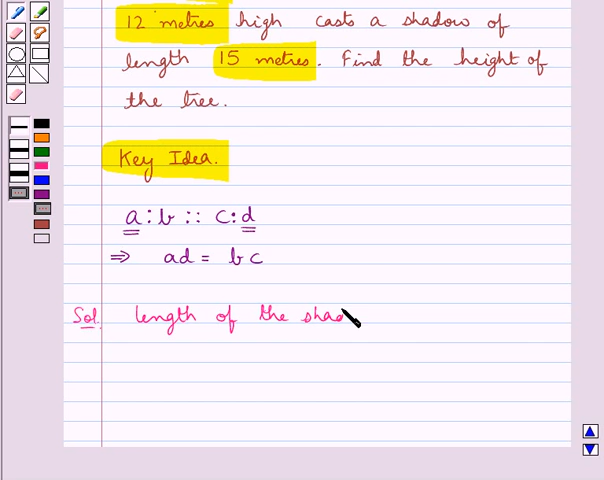 12 metres high casts a shadow of
length 15 metres. Find the height of
the tree.
Key Idea.
a : b :: c : d
⇒ ad = bc
Sol. length of the shad